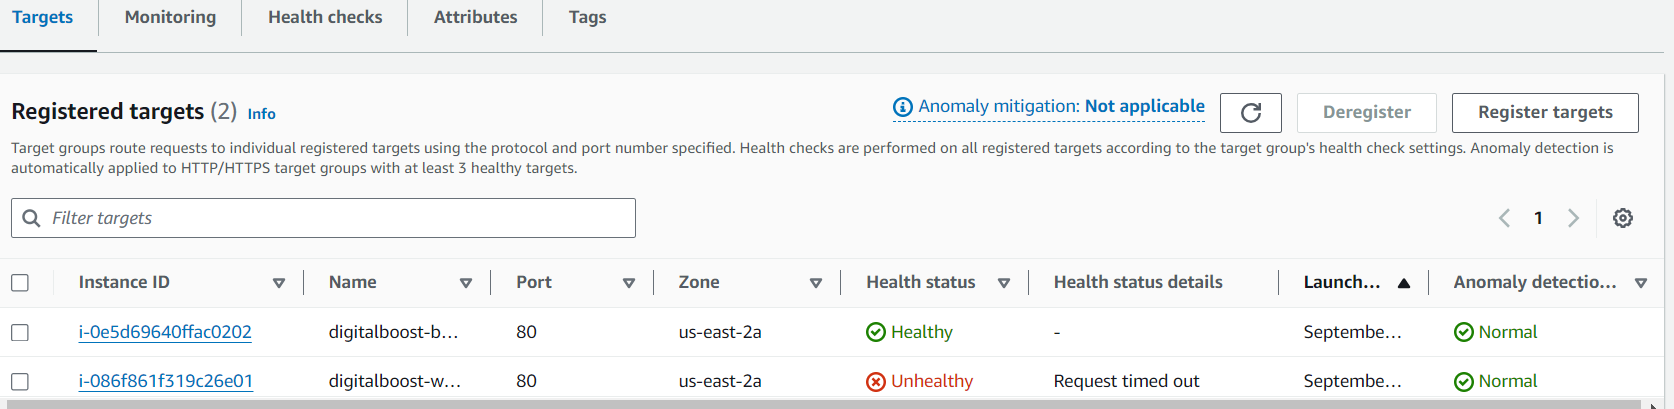 Targets Monitoring Health checks Attributes Tags
Registered targets (2) Info
Anomaly mitigation: Not applicable
Deregister
Register targets
Target groups route requests to individual registered targets using the protocol and port number specified. Health checks are performed on all registered targets according to the target group's health check settings. Anomaly detection is
automatically applied to HTTP/HTTPS target groups with at least 3 healthy targets.
Filter targets
1
Instance ID Name Port Zone Health status Health status details Launch... Anomaly detectio...
i-0e5d69640ffac0202 digitalboost-b... 80 us-east-2a Healthy - Septembe... Normal
i-086f861f319c26e01 digitalboost-w... 80 us-east-2a Unhealthy Request timed out Septembe... Normal